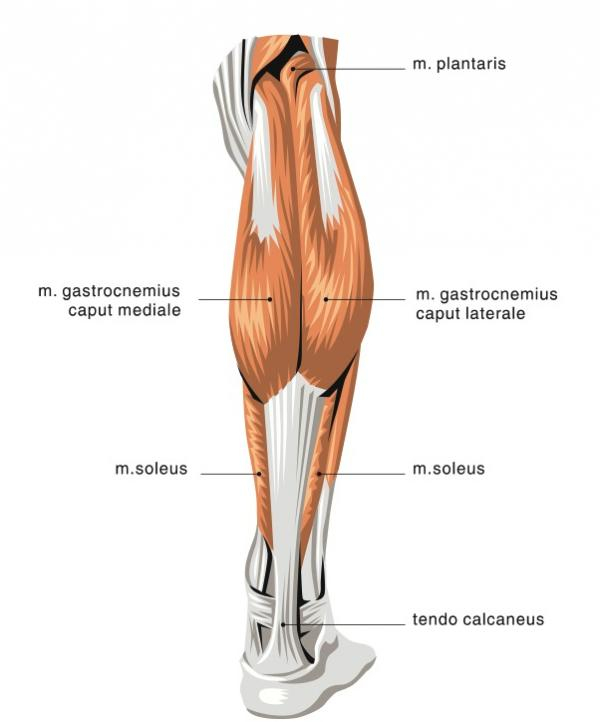 m. plantaris
m. gastrocnemius
caput mediale
m. gastrocnemius
caput laterale
m.soleus
m.soleus
tendo calcaneus